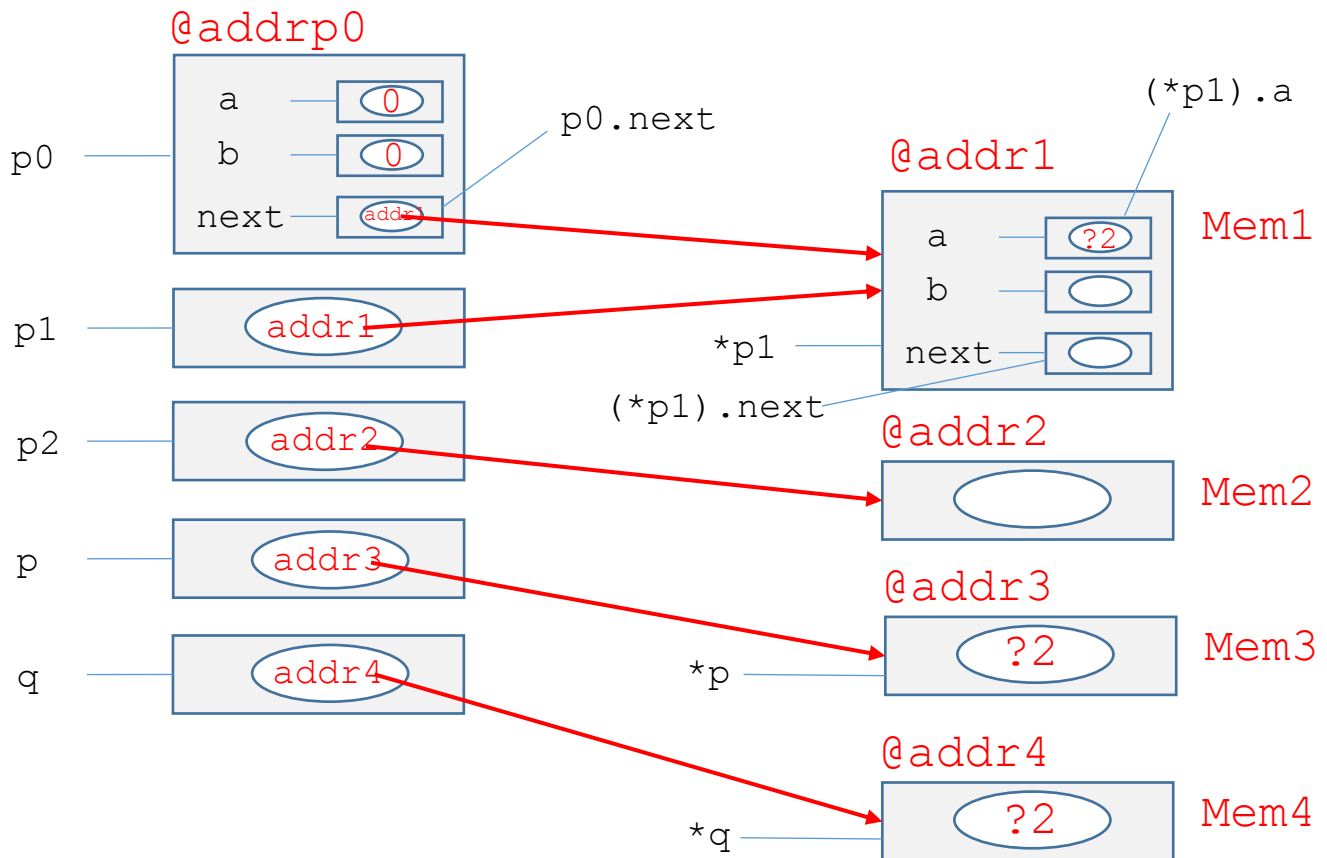 @addrp0
a 0
b 0
next addr1
p0
p0.next
(*p1).a
@addr1
Mem1
a ?2
b
next
p1 addr1
*p1
(*p1).next
p2 addr2
@addr2
Mem2
p addr3
@addr3
?2
Mem3
*p
q addr4
@addr4
?2
Mem4
*q